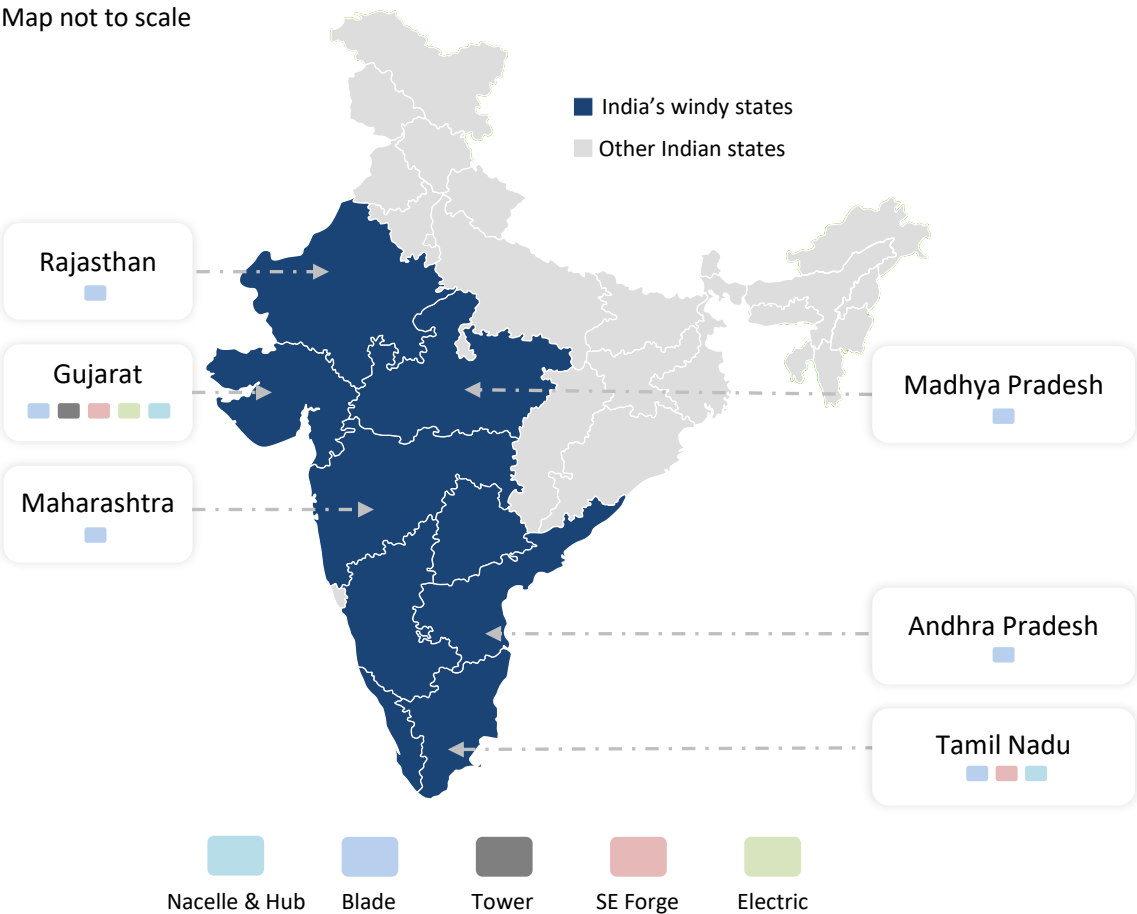 Map not to scale
India's windy states
Other Indian states
Rajasthan
Gujarat
Maharashtra
Madhya Pradesh
Andhra Pradesh
Tamil Nadu
Nacelle & Hub
Blade
Tower
SE Forge
Electric